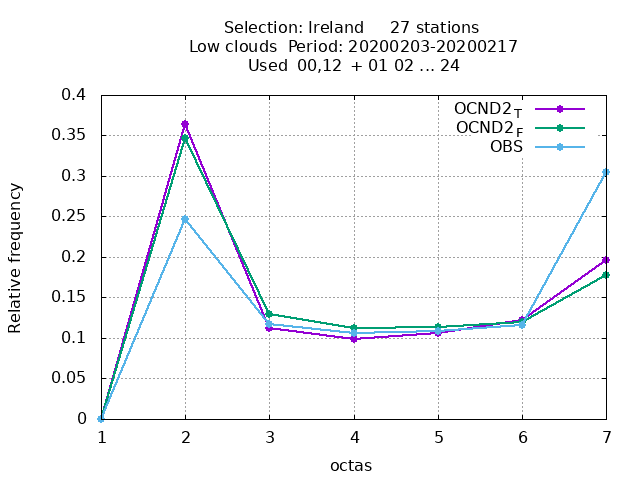 Selection: Ireland 27 stations
Low clouds Period: 20200203-20200217
Used 00,12 + 01 02 ... 24
0.4
0.35
0.3
0.25
0.2
0.15
0.1
0.05
0
Relative frequency
OCND2_T
OCND2_F
OBS
1 2 3 4 5 6 7
octas